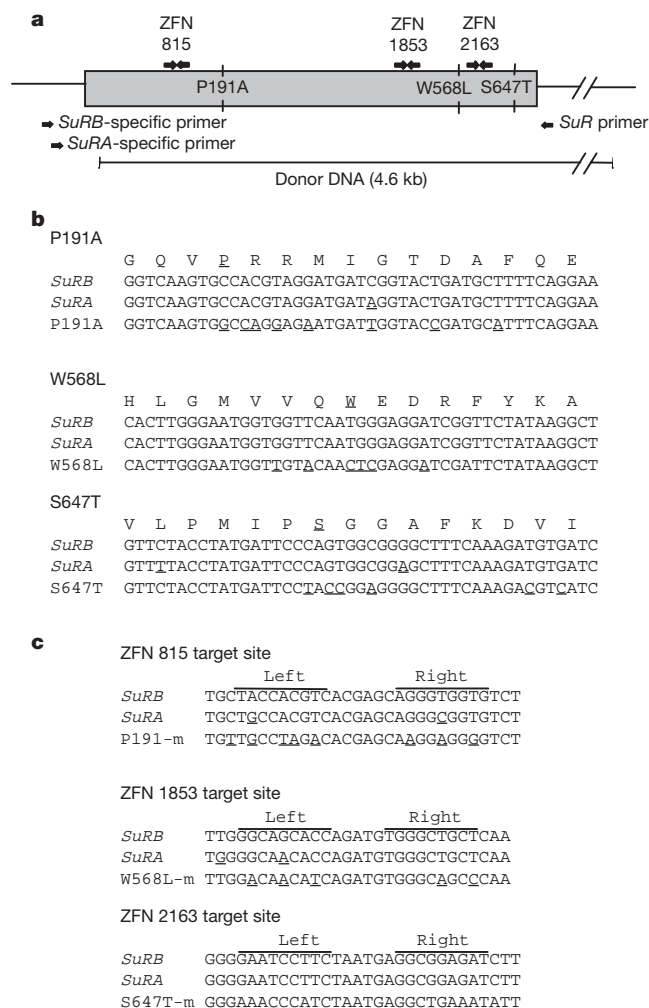 a
ZFN ZFN ZFN
815 1853 2163
P191A W568L S647T
SuRB-specific primer SuR primer
SuRA-specific primer
Donor DNA (4.6 kb)
b
P191A
G Q V P R R M I G T D A F Q E
SuRB GGTCAAGTGCCACGTAGGATGATCGGTACTGATGCTTTTCAGGAA
SuRA GGTCAAGTGCCACGTAGGATGATAGGTACTGATGCTTTTCAGGAA
P191A GGTCAAGTGGCCAGGAGAATGATTGGTACCGATGCATTTCAGGAA
W568L
H L G M V V Q W E D R F Y K A
SuRB CACTTGGGAATGGTGGTTCAATGGGAGGATCGGTTCTATAAGGCT
SuRA CACTTGGGAATGGTGGTTCAATGGGAGGATCGGTTCTATAAGGCT
W568L CACTTGGGAATGGTTGTACAACTCGAGGATCGATTCTATAAGGCT
S647T
V L P M I P S G G A F K D V I
SuRB GTTCTACCTATGATTCCCAGTGGCGGGGCTTTCAAAGATGTGATC
SuRA GTTTTACCTATGATTCCCAGTGGCGGAGCTTTCAAAGATGTGATC
S647T GTTCTACCTATGATTCCTACCGGAGGGGCTTTCAAAGACGTCATC
c
ZFN 815 target site
Left Right
SuRB TGCTACCACGTCACGAGCAGGGTGGTGTCT
SuRA TGCTGCCACGTCACGAGCAGGGCGGTGTCT
P191-m TGTTGCCTAGACACGAGCAAGGAGGGGTCT
ZFN 1853 target site
Left Right
SuRB TTGGGCAGCACCAGATGTGGGCTGCTCAA
SuRA TGGGGCAACACCAGATGTGGGCTGCTCAA
W568L-m TTGGACAACATCAGATGTGGGCAGCCCAA
ZFN 2163 target site
Left Right
SuRB GGGGAATCCTTCTAATGAGGCGGAGATCTT
SuRA GGGGAATCCTTCTAATGAGGCGGAGATCTT
S647T-m GGGAAACCCATCTAATGAGGCTGAAATATT